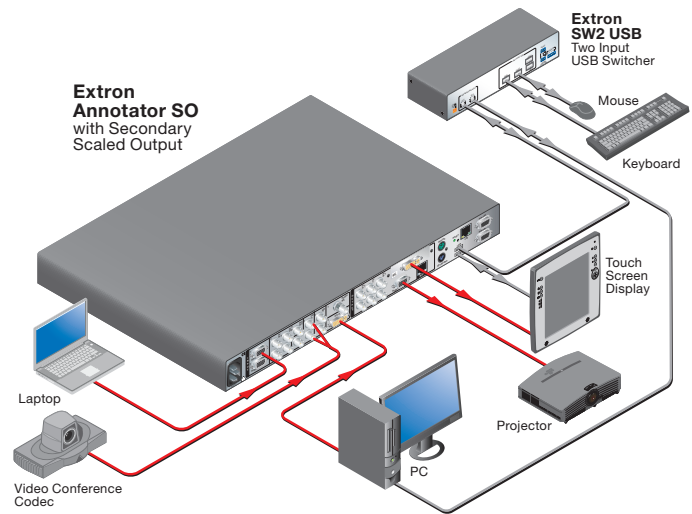 Extron
SW2 USB
Two Input
USB Switcher
Extron
Annotator SO
with Secondary
Scaled Output
Mouse
Keyboard
Touch
Screen
Display
Laptop
Projector
PC
Video Conference
Codec